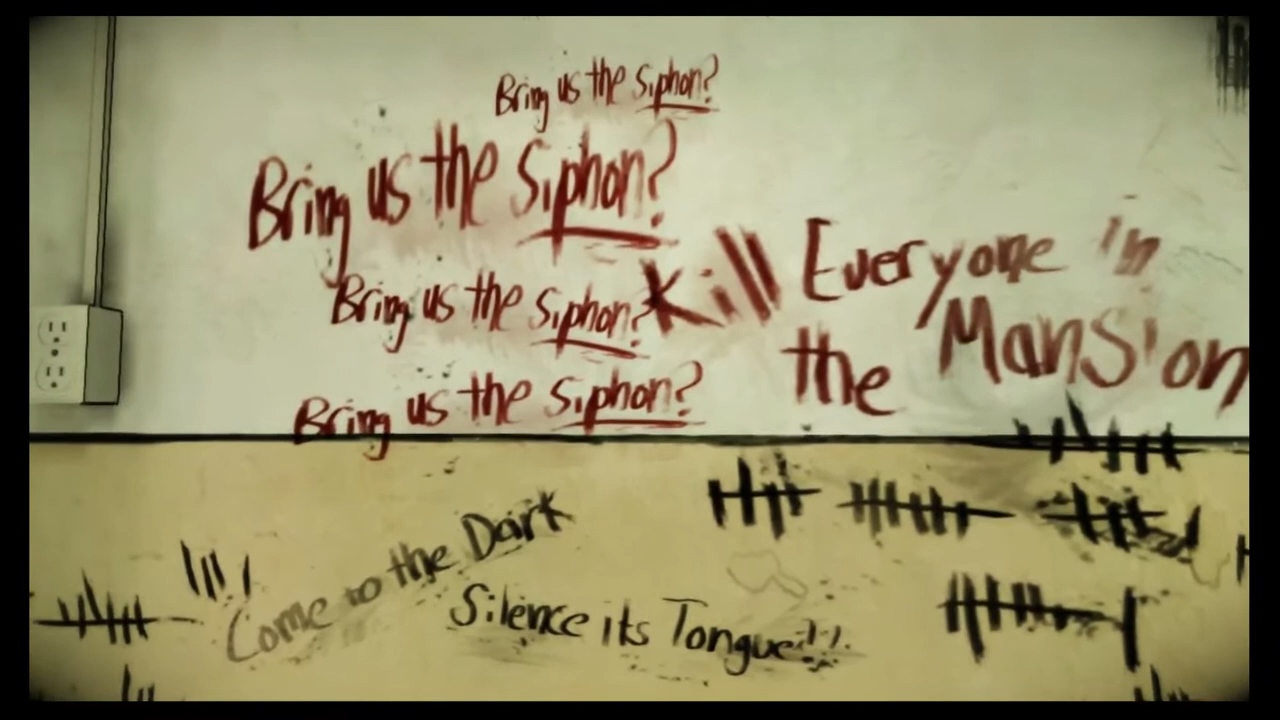 Bring us the Siphon?
Bring us the Siphon?
Bring us the Siphon?
Bring us the Siphon?
Kill Everyone in
the Mansion
Come to the Dark
Silence its Tongue!!